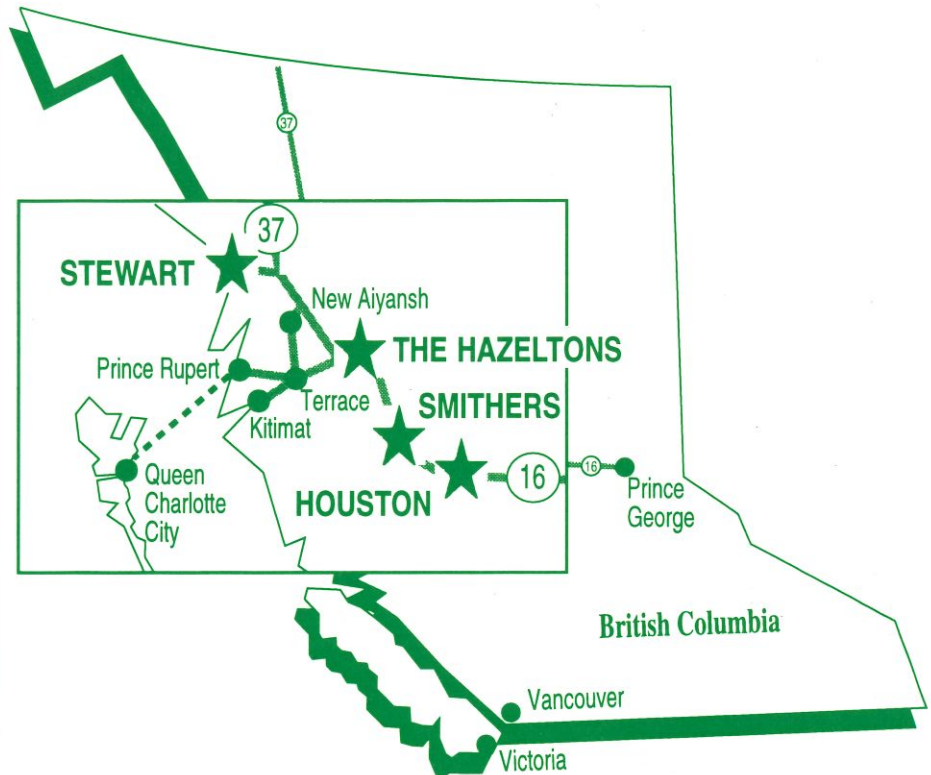 37
37
STEWART
New Aiyansh
THE HAZELTONS
Prince Rupert
Terrace
SMITHERS
Kitimat
Queen
Charlotte
City
HOUSTON
16
16
Prince
George
British Columbia
Vancouver
Victoria